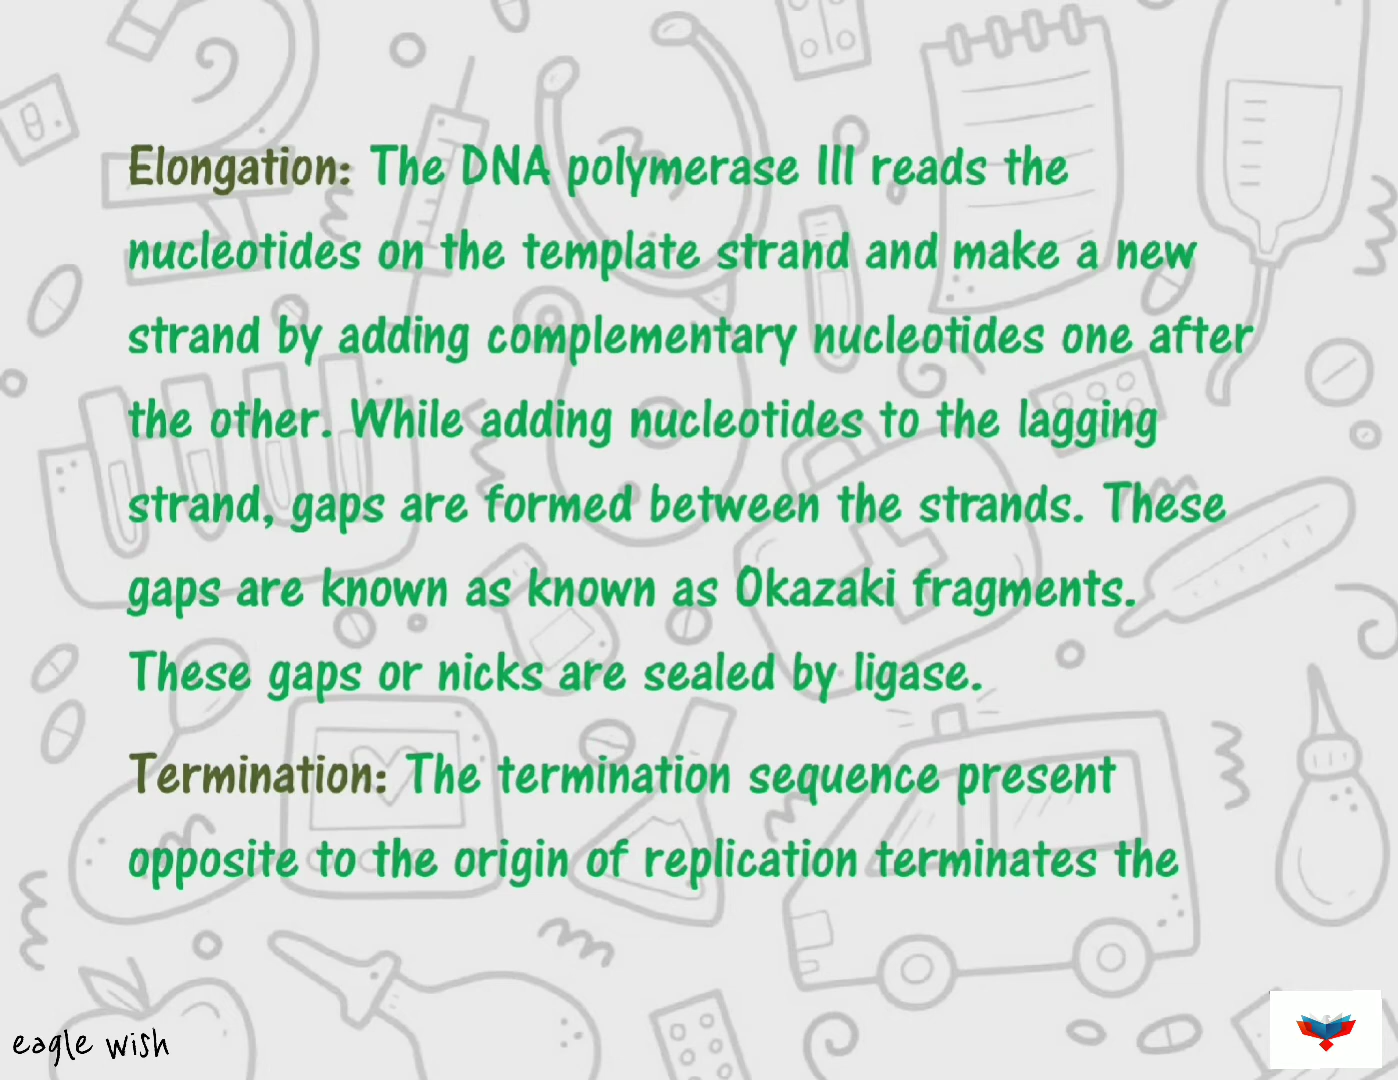 Elongation: The DNA polymerase III reads the
nucleotides on the template strand and make a new
strand by adding complementary nucleotides one after
the other. While adding nucleotides to the lagging
strand, gaps are formed between the strands. These
gaps are known as known as Okazaki fragments.
These gaps or nicks are sealed by ligase.
Termination: The termination sequence present
opposite to the origin of replication terminates the
eagle wish